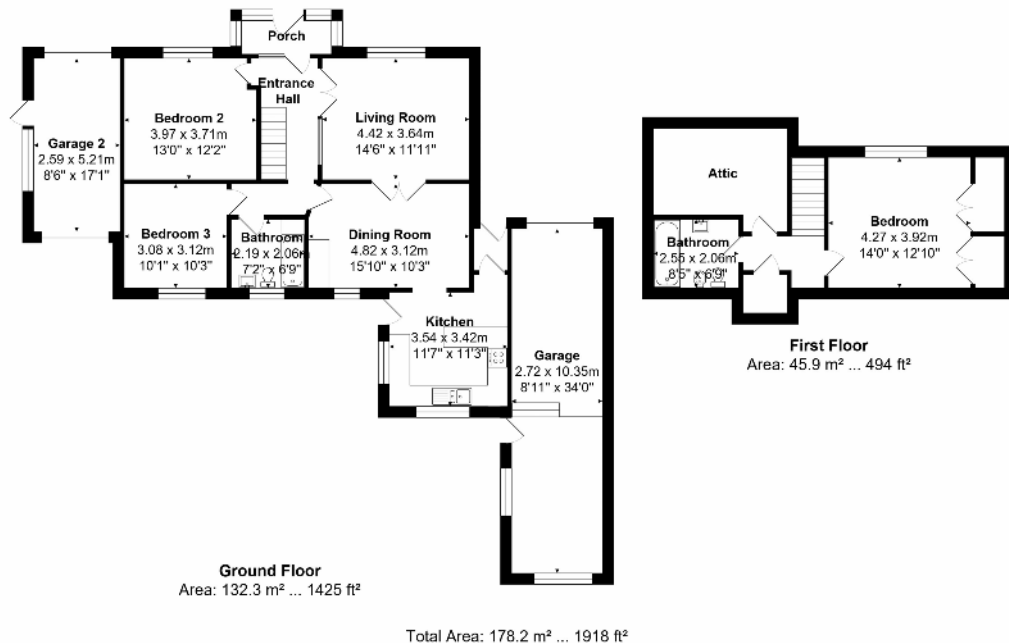 Porch
Entrance
Hall
Bedroom 2
3.97 x 3.71m
13'0" x 12'2"
Living Room
4.42 x 3.64m
14'6" x 11'11"
Garage 2
2.59 x 5.21m
8'6" x 17'1"
Bedroom 3
3.08 x 3.12m
10'1" x 10'3"
Bathroom
2.19 x 2.06m
7'2" x 6'9"
Dining Room
4.82 x 3.12m
15'10" x 10'3"
Kitchen
3.54 x 3.42m
11'7" x 11'3"
Garage
2.72 x 10.35m
8'11" x 34'0"
Ground Floor
Area: 132.3 m² ... 1425 ft²
Attic
Bathroom
2.55 x 2.06m
8'5" x 6'9"
Bedroom
4.27 x 3.92m
14'0" x 12'10"
First Floor
Area: 45.9 m² ... 494 ft²
Total Area: 178.2 m² ... 1918 ft²